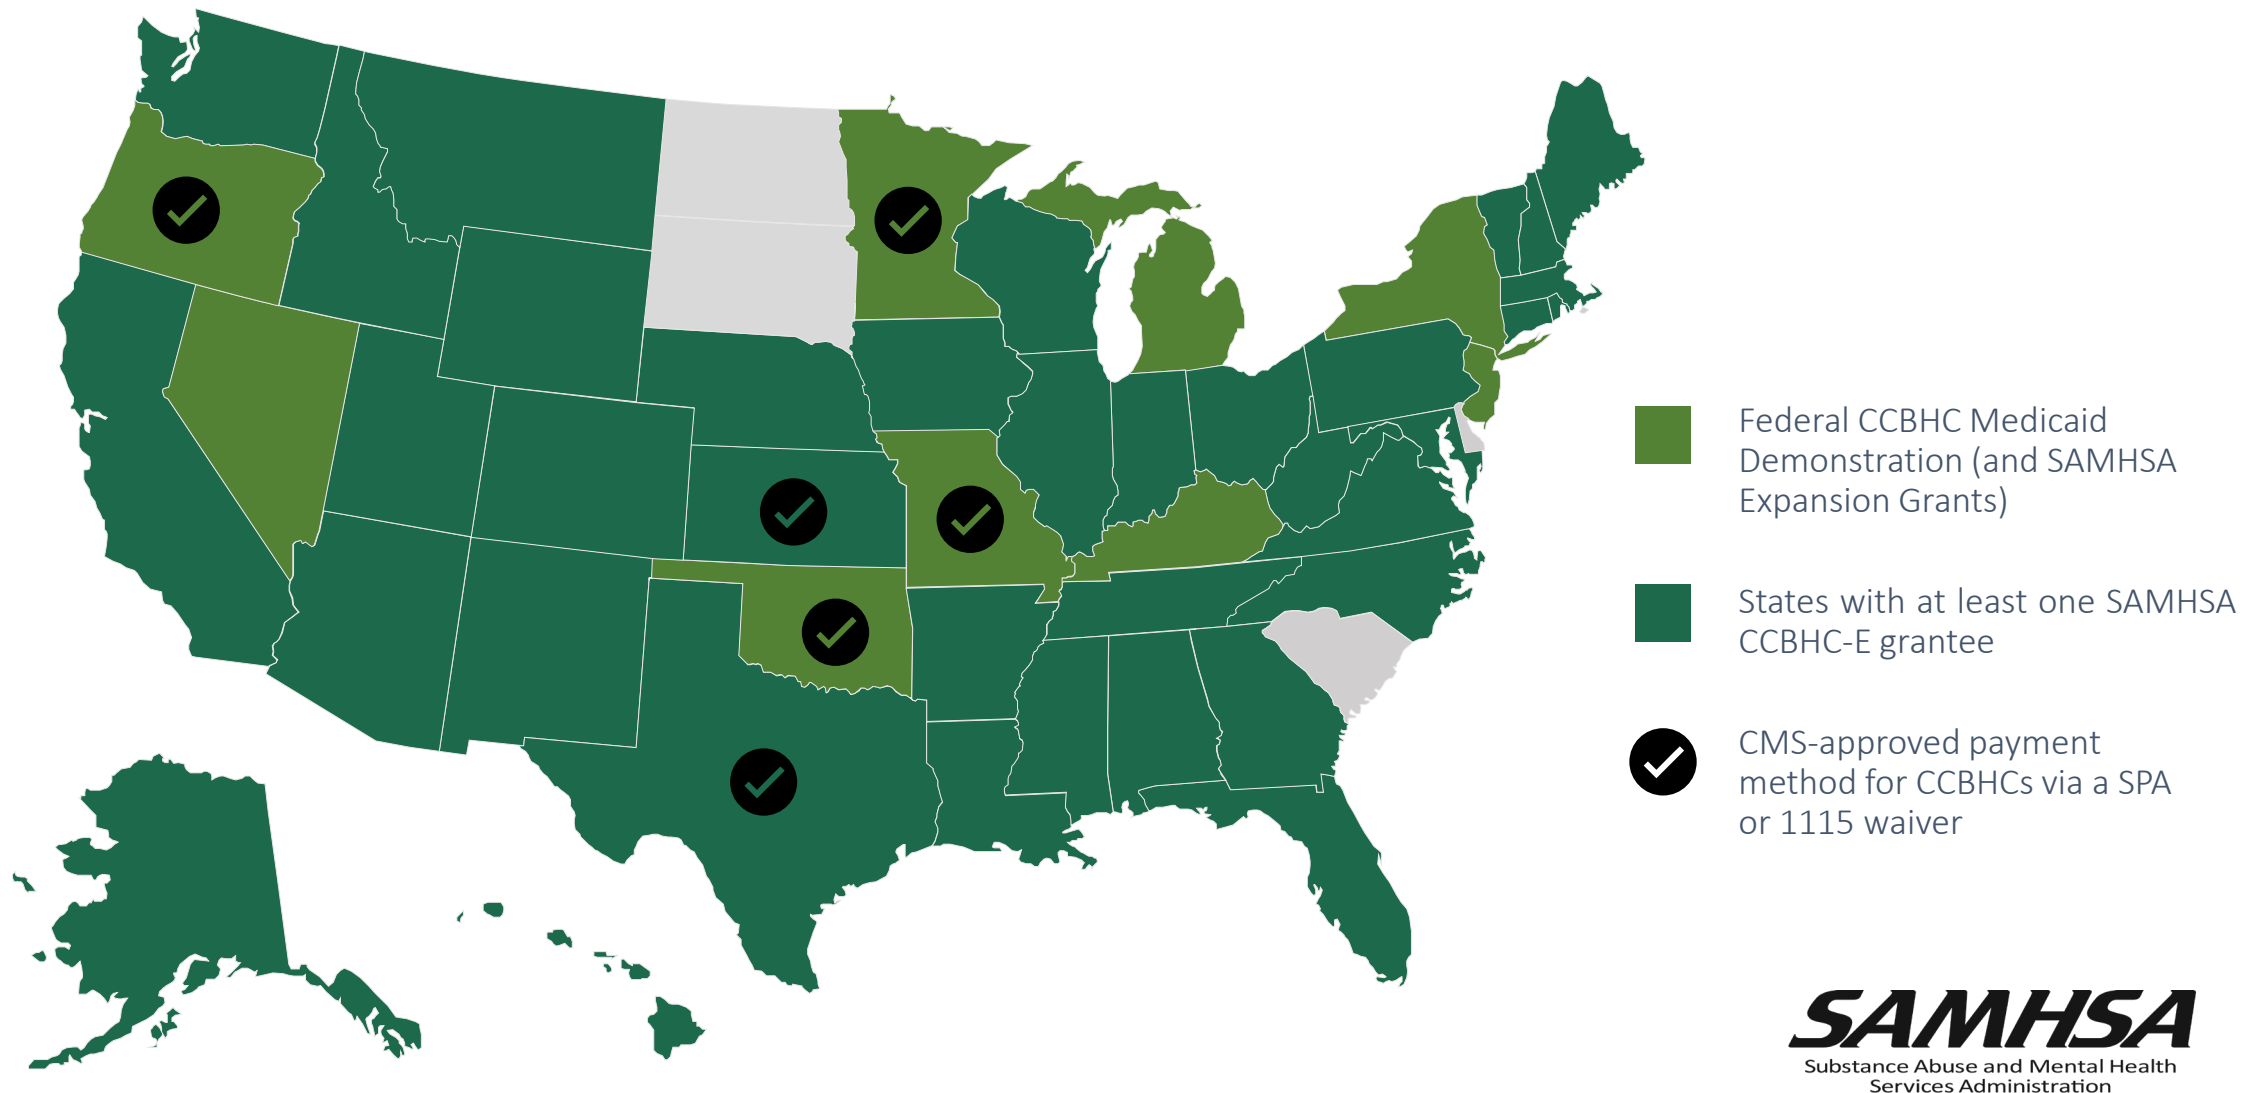 Federal CCBHC Medicaid
Demonstration (and SAMHSA
Expansion Grants)
States with at least one SAMHSA
CCBHC-E grantee
CMS-approved payment
method for CCBHCs via a SPA
or 1115 waiver
SAMHSA
Substance Abuse and Mental Health
Services Administration